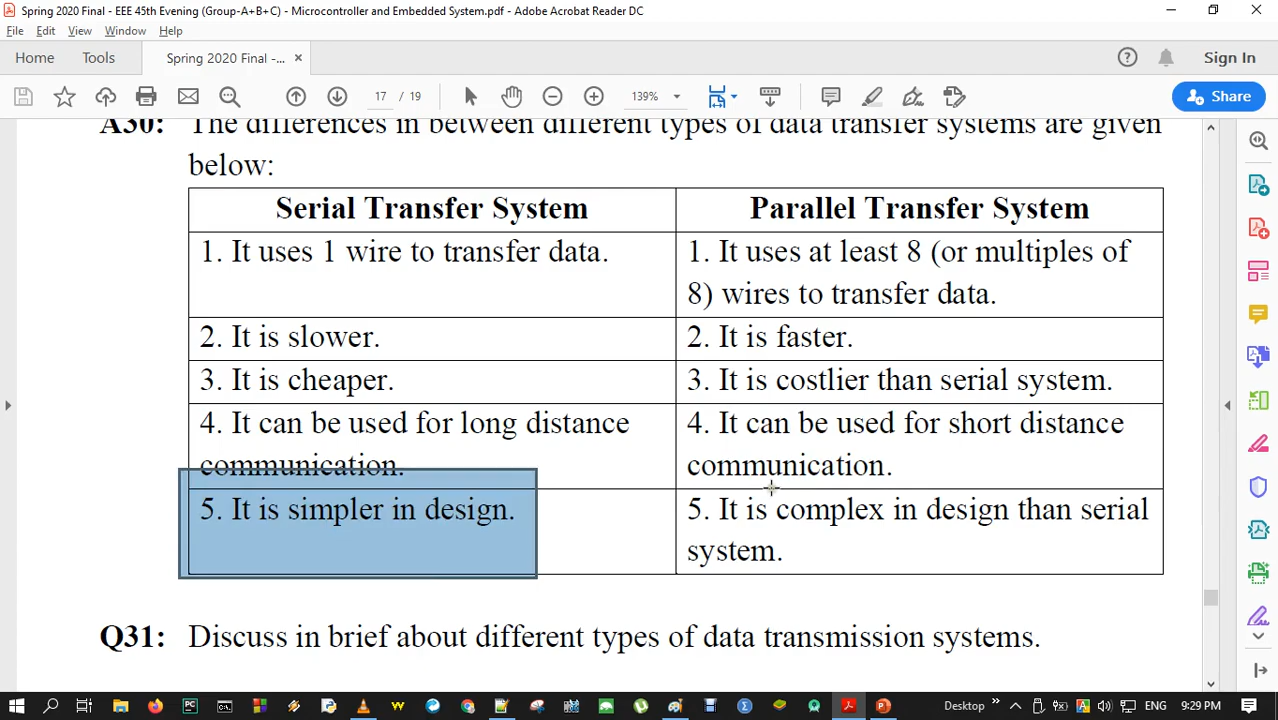 Spring 2020 Final - EEE 45th Evening (Group-A+B+C) - Microcontroller and Embedded System.pdf - Adobe Acrobat Reader DC
File Edit View Window Help
Home Tools Spring 2020 Final -... × Sign In
17 / 19 139% Share
A30: The differences in between different types of data transfer systems are given
below:
Serial Transfer System Parallel Transfer System
1. It uses 1 wire to transfer data. 1. It uses at least 8 (or multiples of
8) wires to transfer data.
2. It is slower. 2. It is faster.
3. It is cheaper. 3. It is costlier than serial system.
4. It can be used for long distance 4. It can be used for short distance
communication. communication.
5. It is simpler in design. 5. It is complex in design than serial
system.
Q31: Discuss in brief about different types of data transmission systems.
Desktop » ENG 9:29 PM